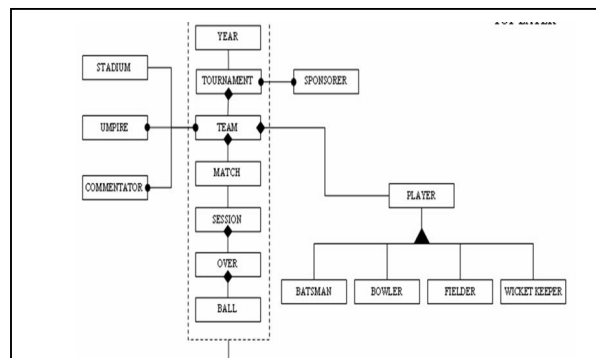 YEAR
STADIUM
TOURNAMENT
SPONSORER
UMPIRE
TEAM
MATCH
COMMENTATOR
PLAYER
SESSION
OVER
BATSMAN
BOWLER
FIELDER
WICKET KEEPER
BALL